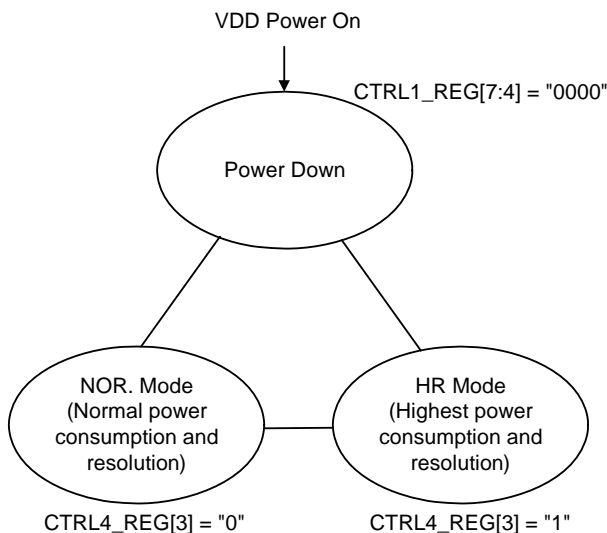 VDD Power On
CTRL1_REG[7:4] = "0000"
Power Down
NOR. Mode
(Normal power
consumption and
resolution)
HR Mode
(Highest power
consumption and
resolution)
CTRL4_REG[3] = "0"
CTRL4_REG[3] = "1"